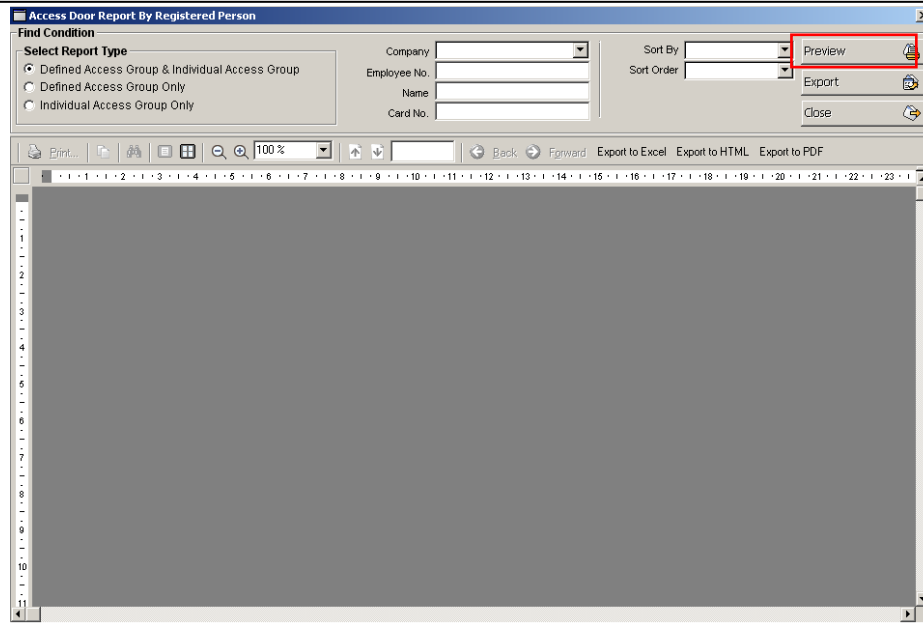 Access Door Report By Registered Person
Find Condition
Select Report Type
Defined Access Group & Individual Access Group
Defined Access Group Only
Individual Access Group Only
Company
Employee No.
Name
Card No.
Sort By
Sort Order
Preview
Export
Close
Print... 100 % Back Forward Export to Excel Export to HTML Export to PDF
1 2 3 4 5 6 7 8 9 10 11 12 13 14 15 16 17 18 19 20 21 22 23
1
2
3
4
5
6
7
8
9
10
11